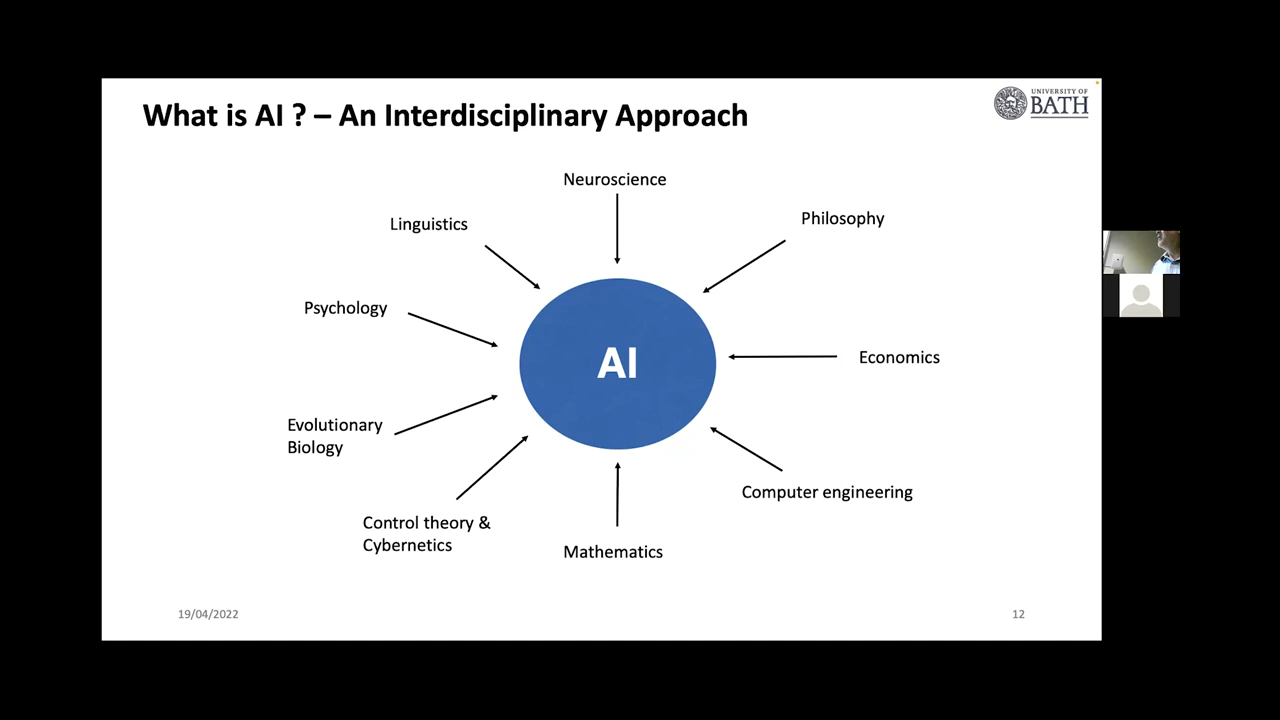 What is AI ? – An Interdisciplinary Approach
UNIVERSITY OF
BATH
Neuroscience
Linguistics
Philosophy
Psychology
AI
Economics
Evolutionary
Biology
Computer engineering
Control theory &
Cybernetics
Mathematics
19/04/2022
12